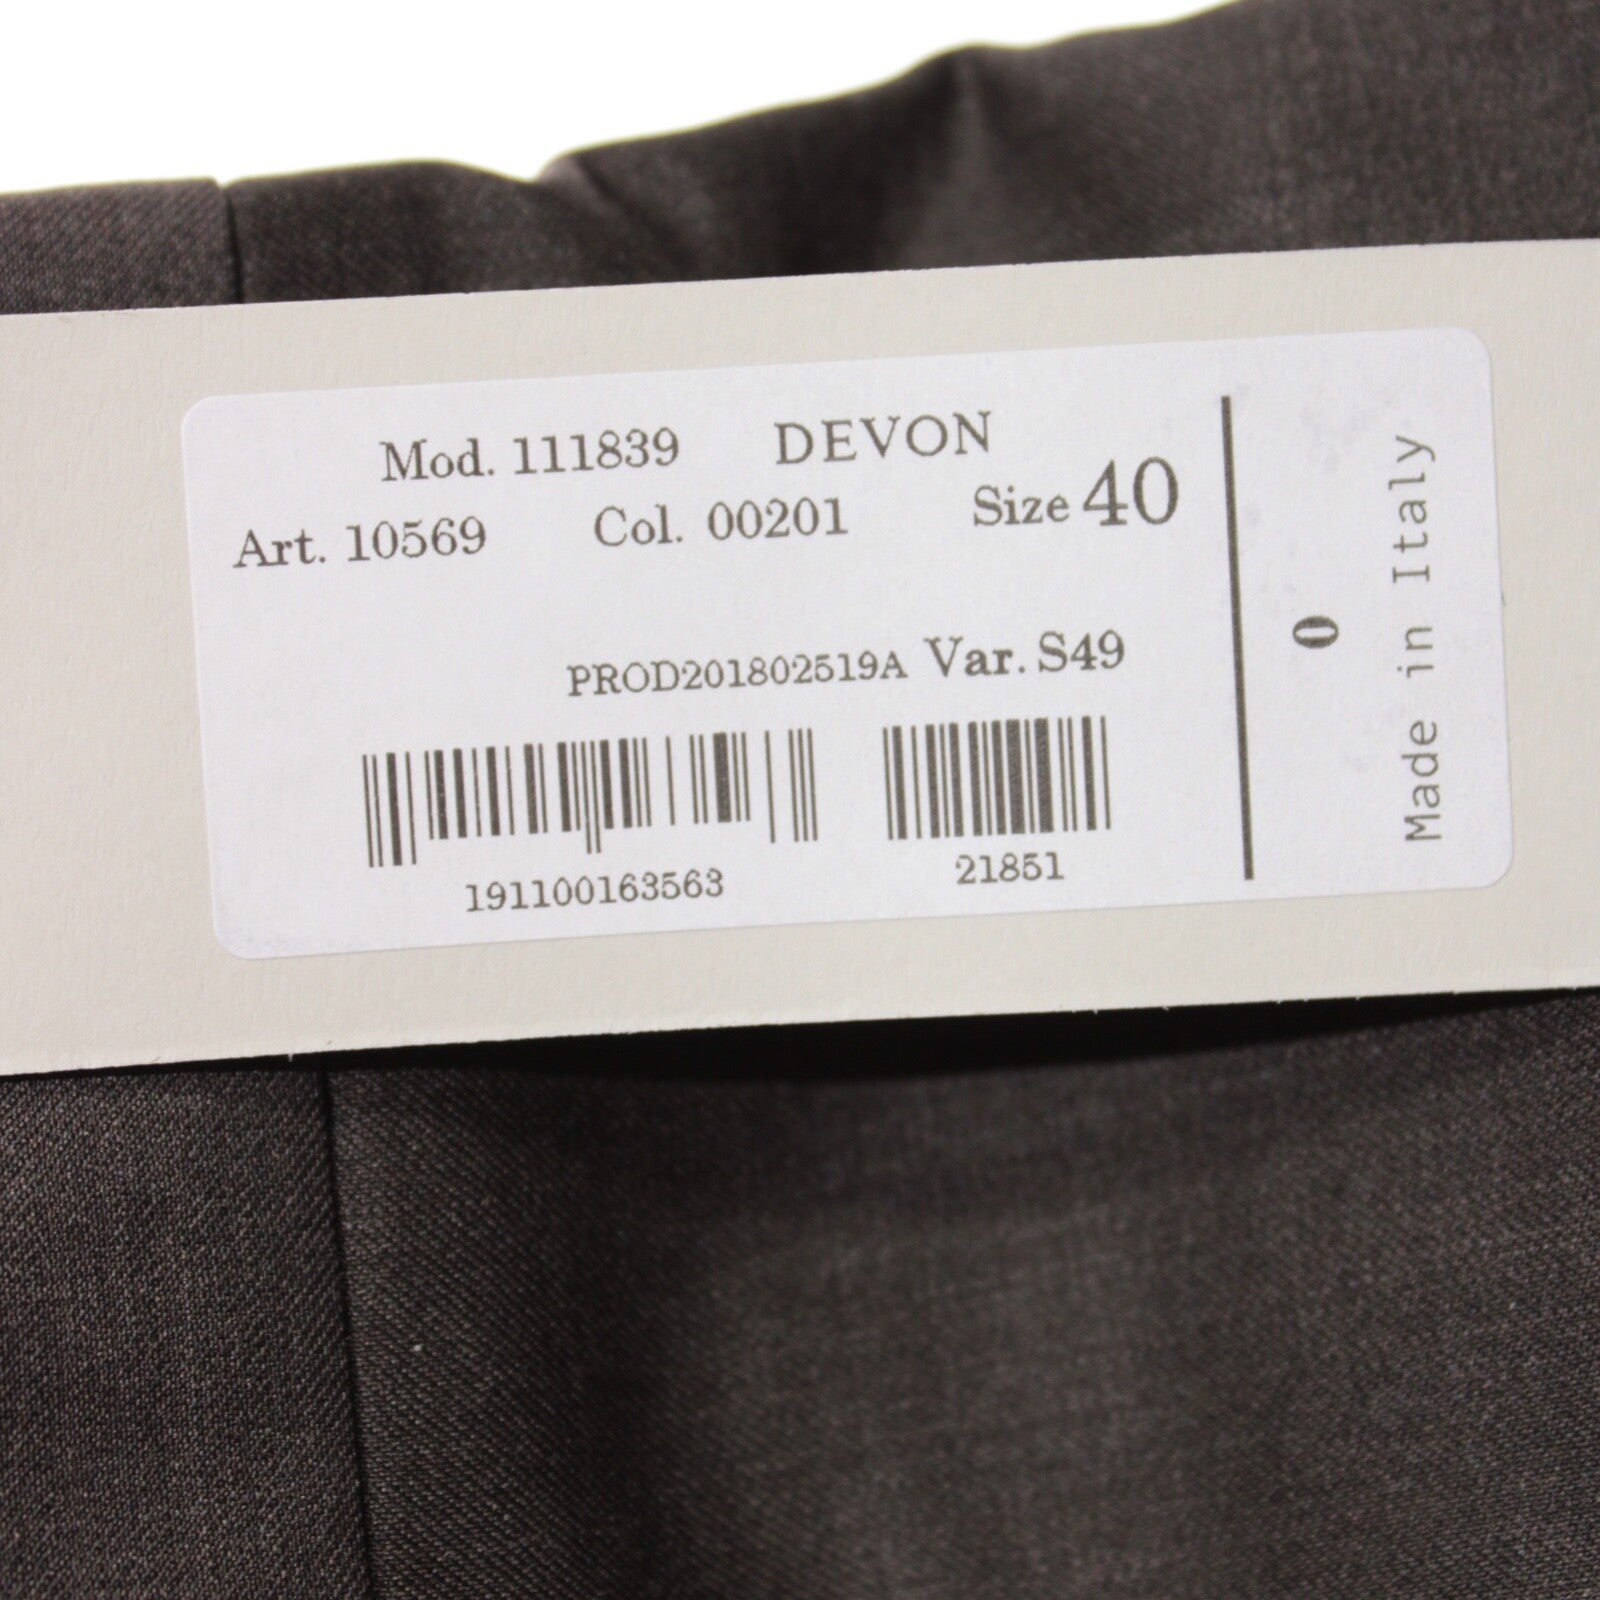 Mod. 111839 DEVON
Art. 10569 Col. 00201 Size 40
PROD201802519A Var. S49
191100163563 21851
0
Made in Italy